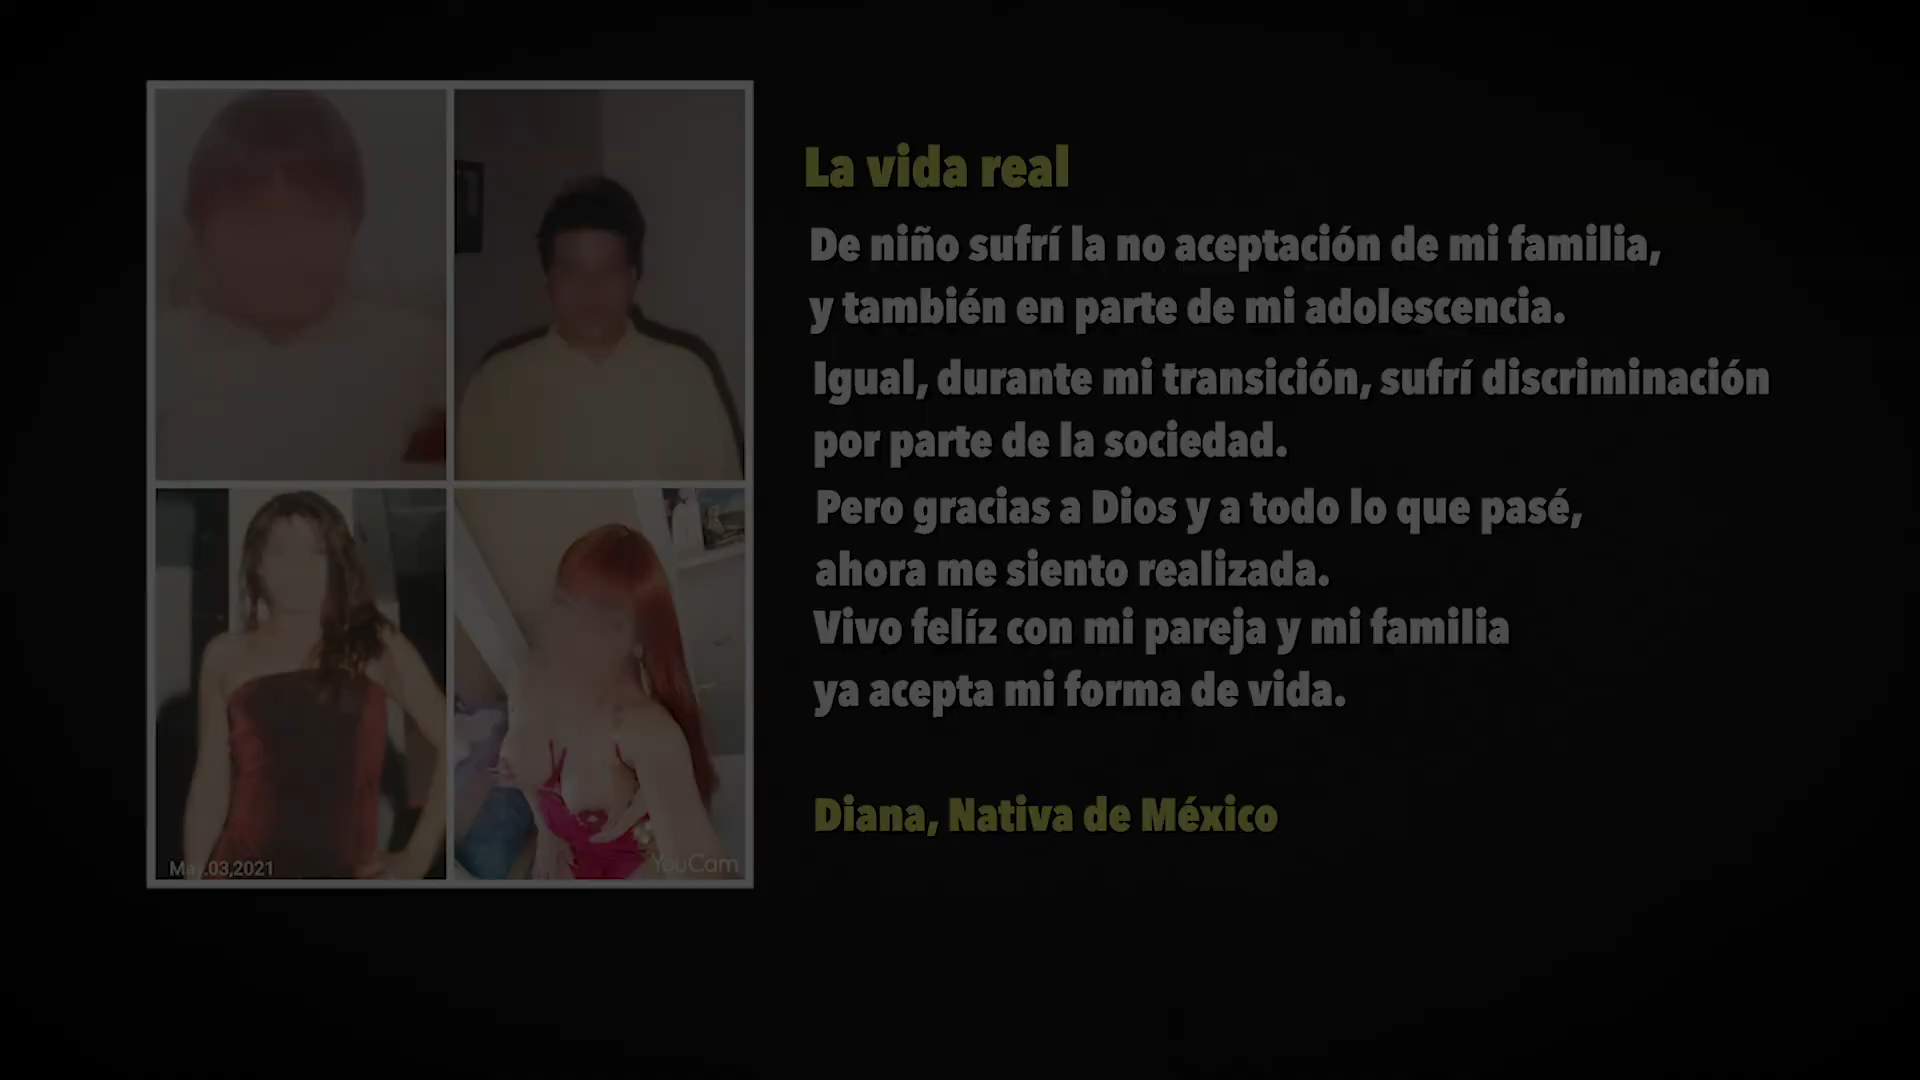 La vida real
De niño sufrí la no aceptación de mi familia,
y también en parte de mi adolescencia.
Igual, durante mi transición, sufrí discriminación
por parte de la sociedad.
Pero gracias a Dios y a todo lo que pasé,
ahora me siento realizada.
Vivo felíz con mi pareja y mi familia
ya acepta mi forma de vida.
Diana, Nativa de México
03,2021
YouCam